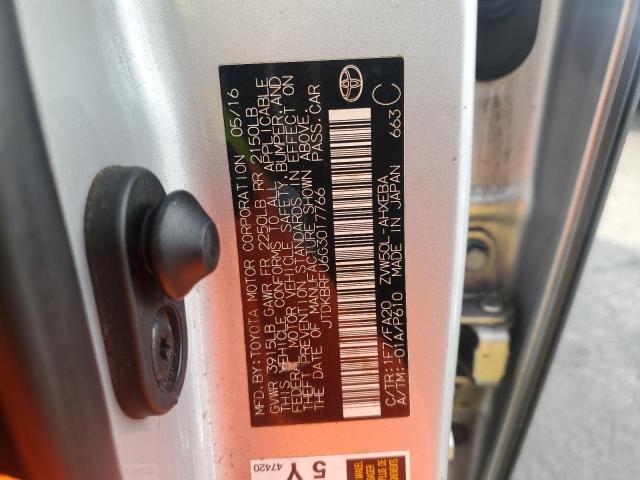 MFD. BY: TOYOTA MOTOR CORPORATION 05/16
GVWR 3915LB GAWR FR 2250LB RR 2150LB
THIS VEHICLE CONFORMS TO ALL APPLICABLE
FEDERAL MOTOR VEHICLE SAFETY, BUMPER AND
THEFT PREVENTION STANDARDS IN EFFECT ON
THE DATE OF MANUFACTURE SHOWN ABOVE.
JTDKBRFU6G3017766 PASS. CAR
C/TR: 1F7/FA20 ZVW50L-AHXEBA
A/TM: -01A/P610 MADE IN JAPAN 663
C
47420
5Y